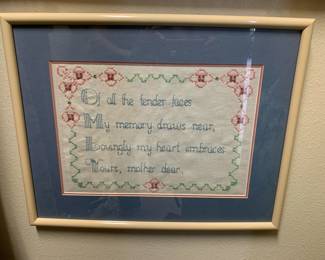 Of all the tender faces
My memory draws near,
Lovingly my heart embraces
Yours, mother dear.